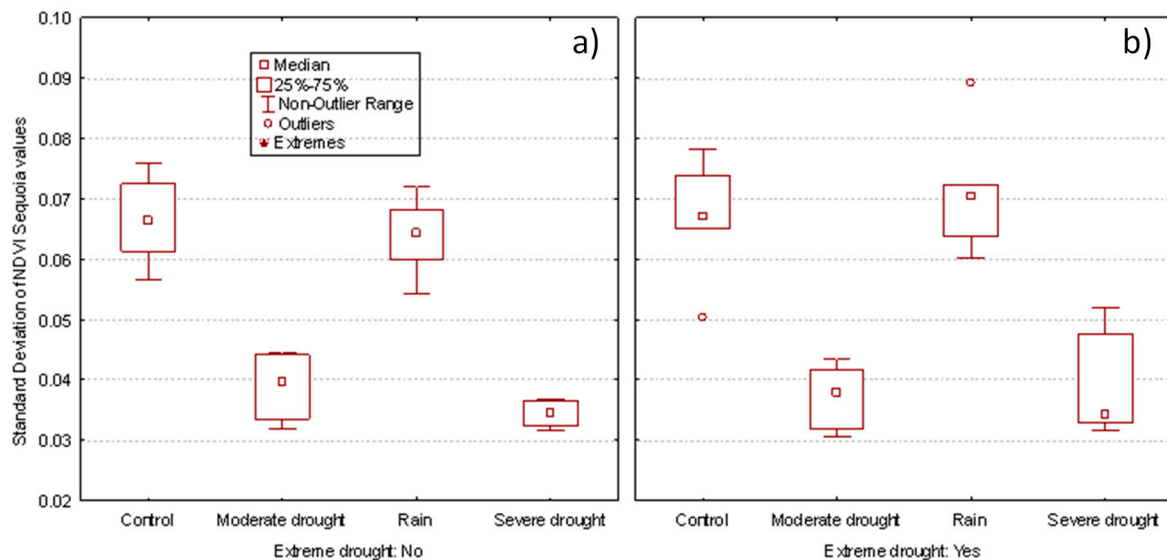 a)
b)
Median
25%-75%
Non-Outlier Range
Outliers
Extremes
Standard Deviation of NDVI Sequoia values
0.10
0.09
0.08
0.07
0.06
0.05
0.04
0.03
0.02
Control Moderate drought Rain Severe drought
Extreme drought: No
Control Moderate drought Rain Severe drought
Extreme drought: Yes